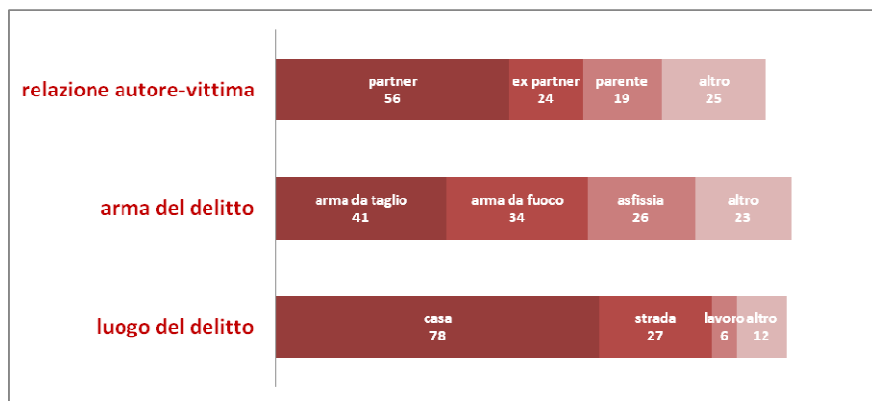 relazione autore-vittima
partner
56
ex partner
24
parente
19
altro
25
arma del delitto
arma da taglio
41
arma da fuoco
34
asfissia
26
altro
23
luogo del delitto
casa
78
strada
27
lavoro
6
altro
12